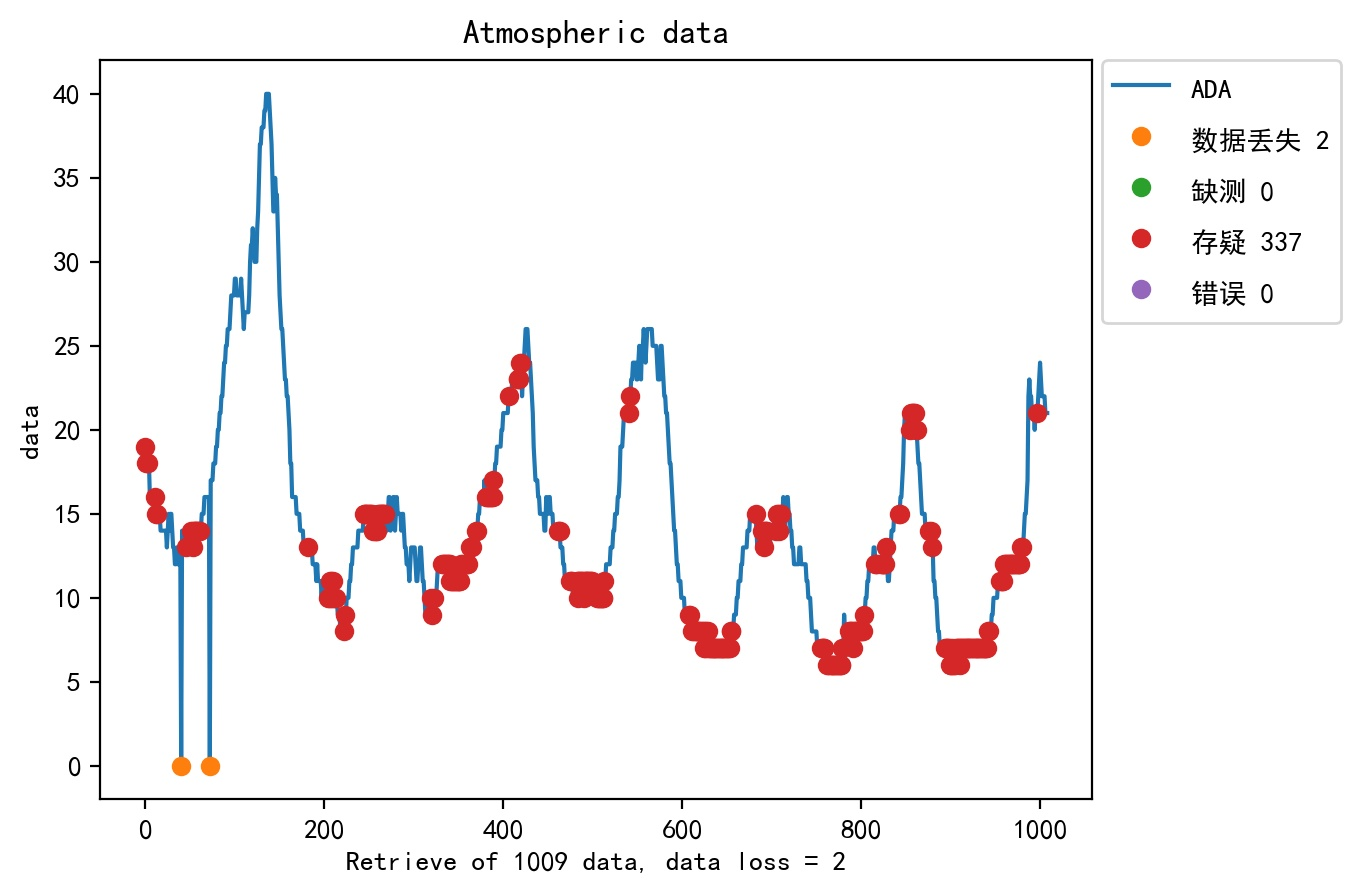 Atmospheric data
ADA
数据丢失 2
缺测 0
存疑 337
错误 0
data
40
35
30
25
20
15
10
5
0
0 200 400 600 800 1000
Retrieve of 1009 data, data loss = 2